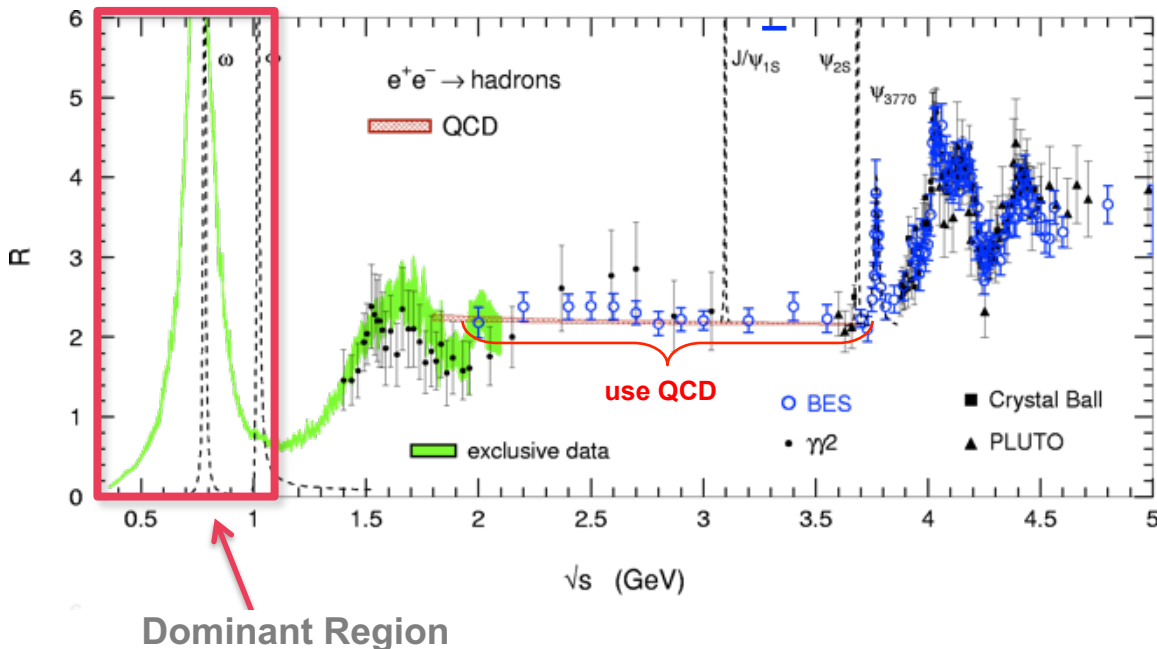 6
5
4
3
2
1
0
R
ω
e⁺e⁻ → hadrons
QCD
J/ψ₁S
ψ₂S
ψ₃₇₇₀
use QCD
exclusive data
BES
γγ2
Crystal Ball
PLUTO
0.5 1 1.5 2 2.5 3 3.5 4 4.5 5
√s (GeV)
Dominant Region